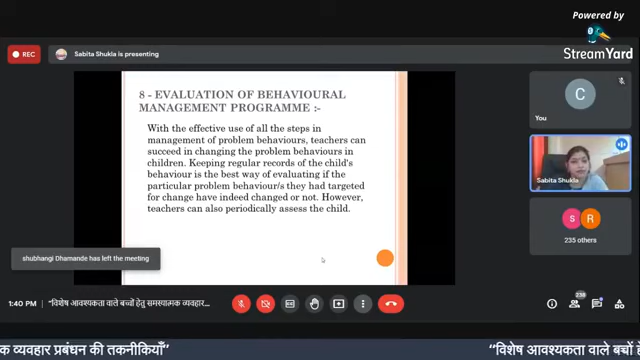 Powered by
StreamYard
REC
Sabita Shukla is presenting
8 - EVALUATION OF BEHAVIOURAL
MANAGEMENT PROGRAMME :-
With the effective use of all the steps in
management of problem behaviours, teachers can
succeed in changing the problem behaviours in
children. Keeping regular records of the child's
behaviour is the best way of evaluating if the
particular problem behaviour/s they had targeted
for change have indeed changed or not. However,
teachers can also periodically assess the child.
C
You
Sabita Shukla
S R
235 others
shubhangi Dhamande has left the meeting
1:40 PM | "विशेष आवश्यकता वाले बच्चों हेतु समस्यात्मक व्यवहार...
238
क व्यवहार प्रबंधन की तकनीकियाँ" "विशेष आवश्यकता वाले बच्चों हे